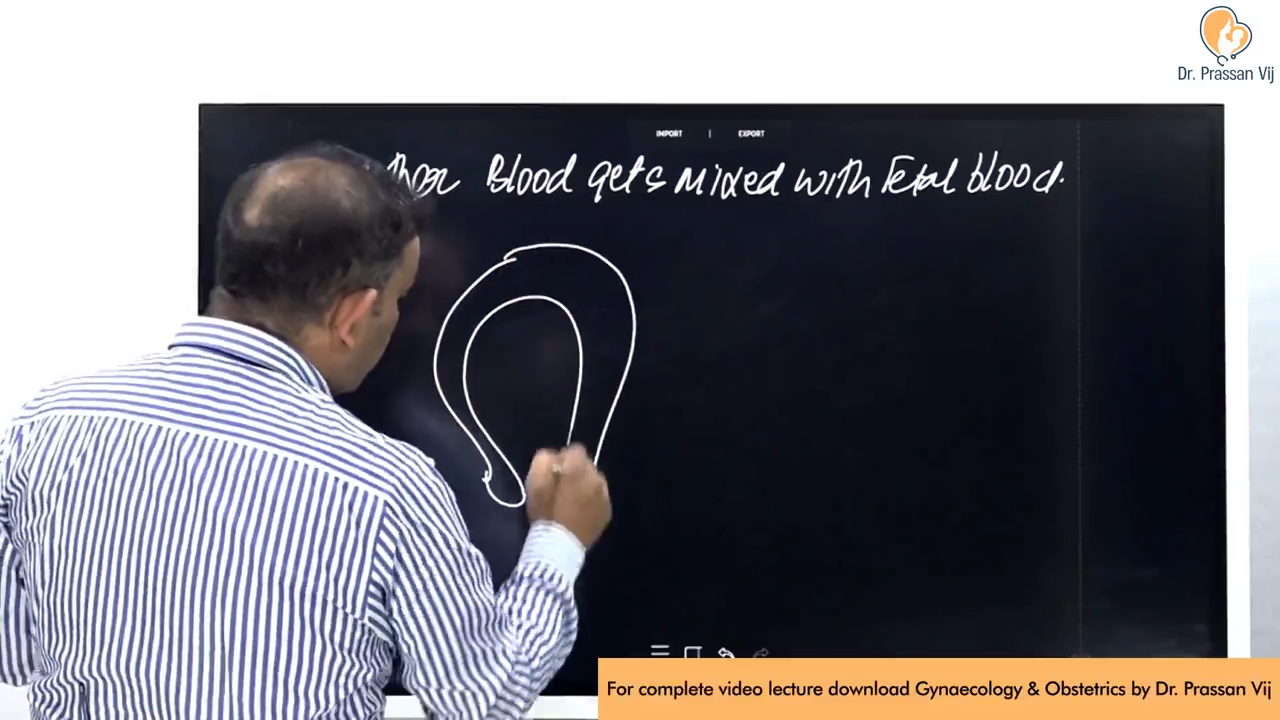 Dr. Prassan Vij
IMPORT | EXPORT
Blood gets mixed with Fetal blood.
For complete video lecture download Gynaecology & Obstetrics by Dr. Prassan Vij